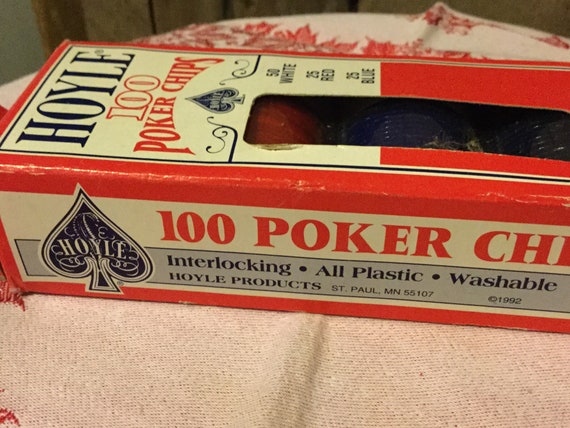 HOYLE®
100
POKER CHIPS
50
WHITE
25
RED
25
BLUE
HOYLE
100 POKER CHI
Interlocking • All Plastic • Washable
HOYLE PRODUCTS ST. PAUL, MN 55107 ©1992